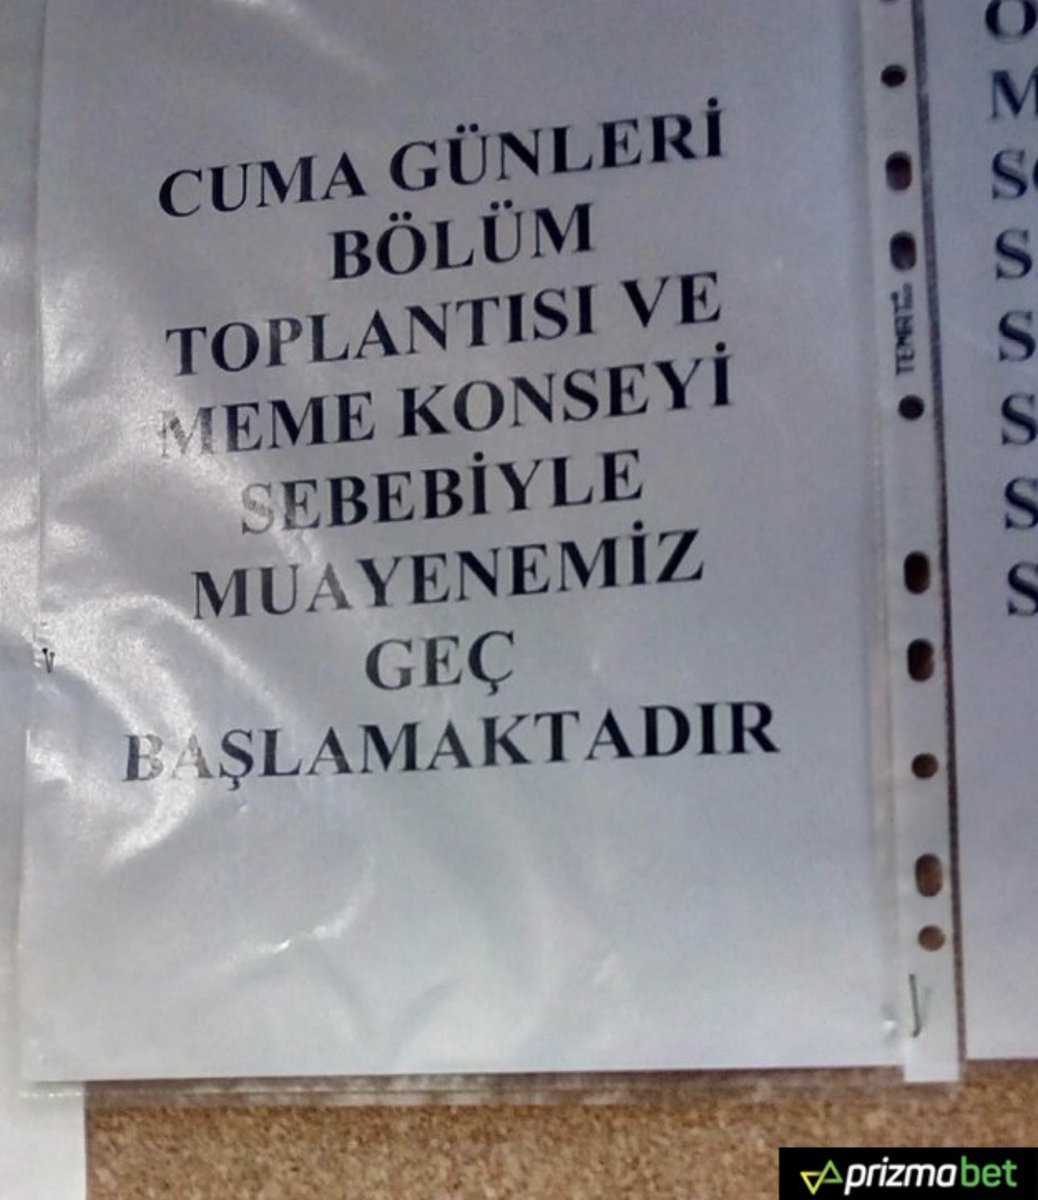 CUMA GÜNLERİ
BÖLÜM
TOPLANTISI VE
MEME KONSEYİ
SEBEBİYLE
MUAYENEMİZ
GEÇ
BAŞLAMAKTADIR
prizmabet